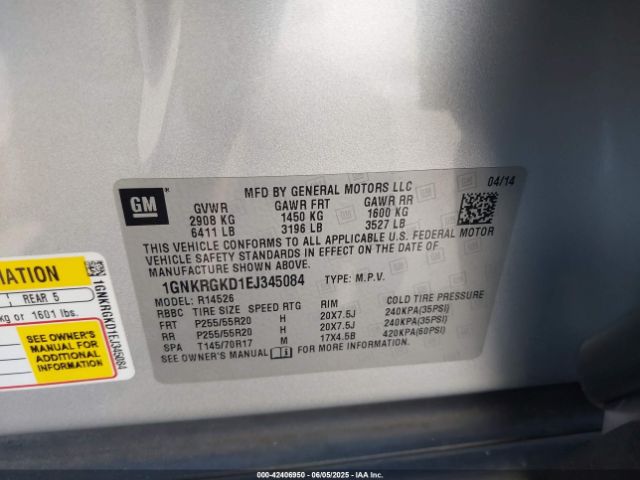 GM
MFD BY GENERAL MOTORS LLC
04/14
GVWR GAWR FRT GAWR RR
2908 KG 1450 KG 1600 KG
6411 LB 3196 LB 3527 LB
THIS VEHICLE CONFORMS TO ALL APPLICABLE U.S. FEDERAL MOTOR
VEHICLE SAFETY STANDARDS IN EFFECT ON THE DATE OF
MANUFACTURE SHOWN ABOVE.
1GNKRGKD1EJ345084 TYPE: M.P.V.
MODEL: R14526
RBBC TIRE SIZE SPEED RTG RIM COLD TIRE PRESSURE
FRT P255/55R20 H 20X7.5J 240KPA(35PSI)
RR P255/55R20 H 20X7.5J 240KPA(35PSI)
SPA T145/70R17 M 17X4.5B 420KPA(60PSI)
SEE OWNER'S MANUAL FOR MORE INFORMATION.
REAR 5
kg or 1601 lbs.
SEE OWNER'S
MANUAL FOR
ADDITIONAL
INFORMATION
1GNKRGKD1EJ345084
00-42406950 - 06/05/2025 - COPYRIGHT IAA